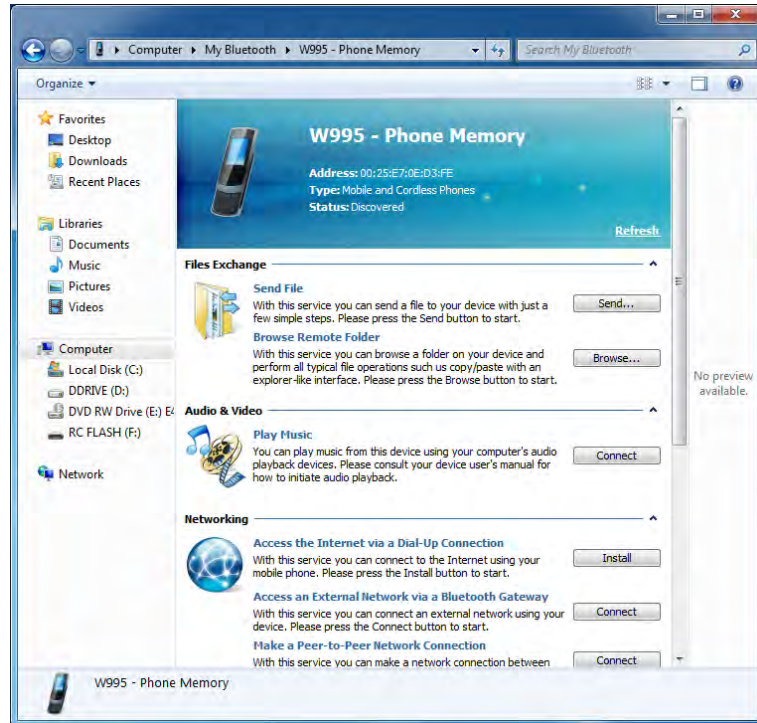 Computer ▸ My Bluetooth ▸ W995 - Phone Memory
Search My Bluetooth
Organize
Favorites
Desktop
Downloads
Recent Places
Libraries
Documents
Music
Pictures
Videos
Computer
Local Disk (C:)
DDRIVE (D:)
DVD RW Drive (E:) E4
RC FLASH (F:)
Network
W995 - Phone Memory
Address: 00:25:E7:0E:D3:FE
Type: Mobile and Cordless Phones
Status: Discovered
Refresh
Files Exchange
Send File
With this service you can send a file to your device with just a
few simple steps. Please press the Send button to start.
Send...
Browse Remote Folder
With this service you can browse a folder on your device and
perform all typical file operations such us copy/paste with an
explorer-like interface. Please press the Browse button to start.
Browse...
Audio & Video
Play Music
You can play music from this device using your computer's audio
playback devices. Please consult your device user's manual for
how to initiate audio playback.
Connect
Networking
Access the Internet via a Dial-Up Connection
With this service you can connect to the Internet using your
mobile phone. Please press the Install button to start.
Install
Access an External Network via a Bluetooth Gateway
With this service you can connect an external network using your
device. Please press the Connect button to start.
Connect
Make a Peer-to-Peer Network Connection
With this service you can make a network connection between
Connect
No preview
available.
W995 - Phone Memory